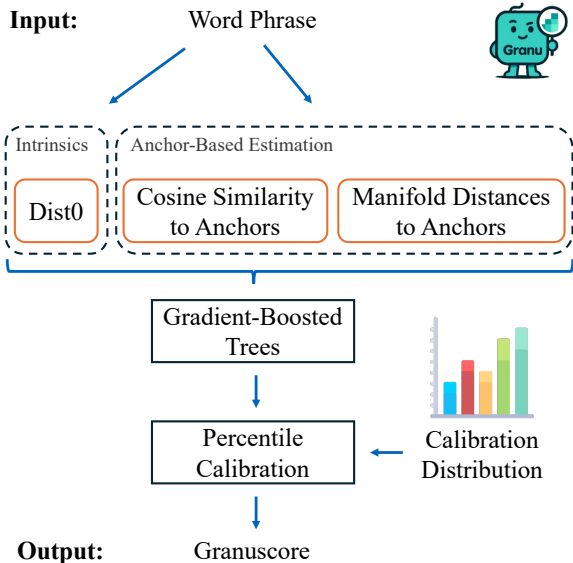 Input:
Word Phrase
Granu
Intrinsics
Anchor-Based Estimation
Dist0
Cosine Similarity
to Anchors
Manifold Distances
to Anchors
Gradient-Boosted
Trees
Percentile
Calibration
Calibration
Distribution
Output:
Granuscore